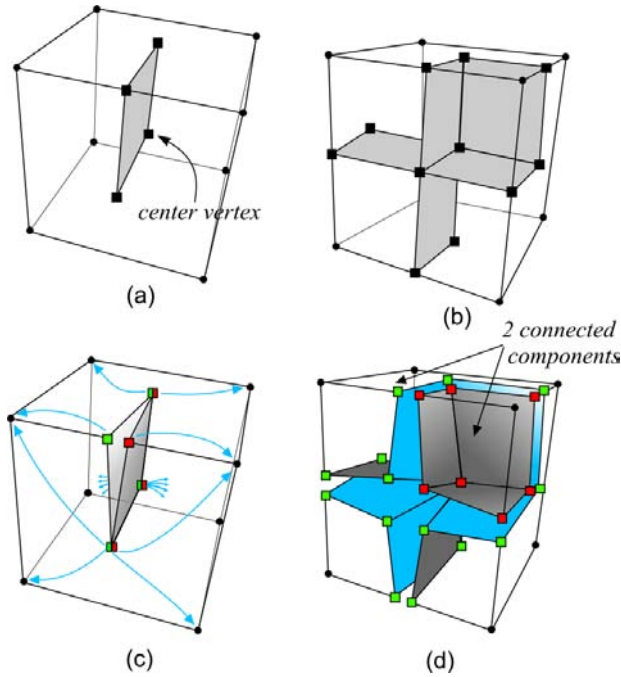 center vertex
(a)
(b)
2 connected
components
(c)
(d)